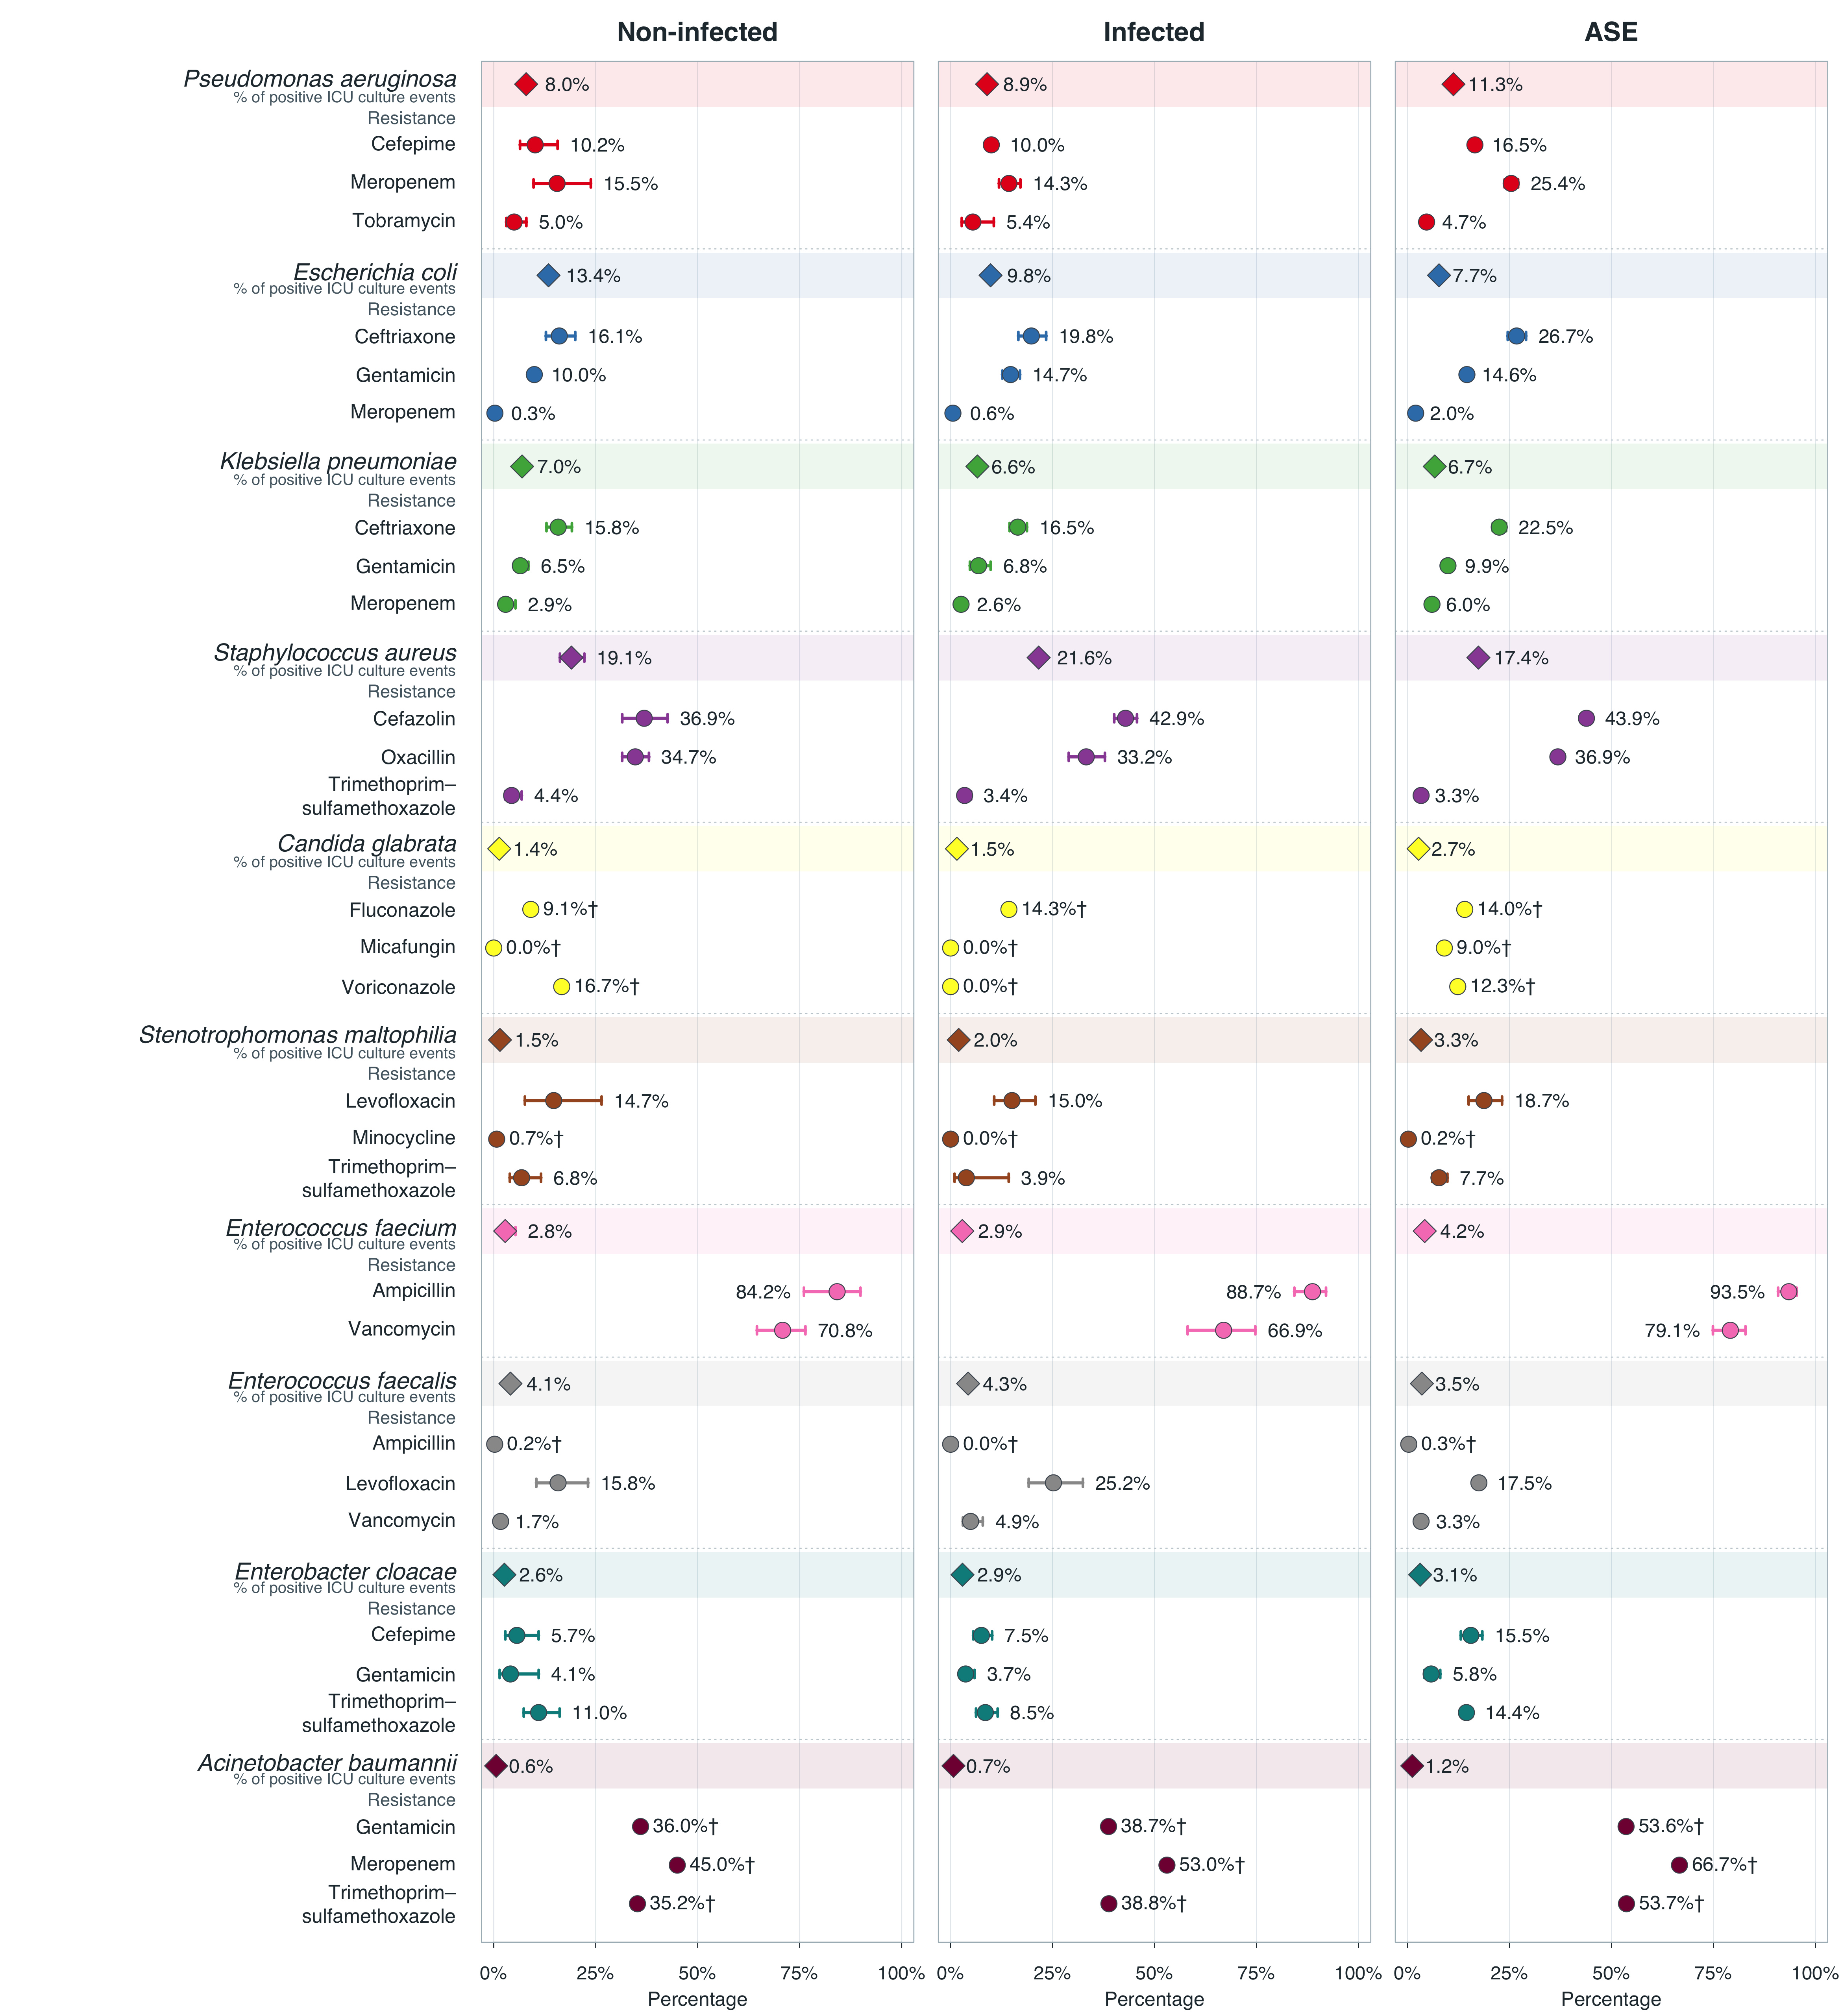 Non-infected Infected ASE
Pseudomonas aeruginosa 8.0% 8.9% 11.3%
% of positive ICU culture events
Resistance
Cefepime 10.2% 10.0% 16.5%
Meropenem 15.5% 14.3% 25.4%
Tobramycin 5.0% 5.4% 4.7%
Escherichia coli 13.4% 9.8% 7.7%
% of positive ICU culture events
Resistance
Ceftriaxone 16.1% 19.8% 26.7%
Gentamicin 10.0% 14.7% 14.6%
Meropenem 0.3% 0.6% 2.0%
Klebsiella pneumoniae 7.0% 6.6% 6.7%
% of positive ICU culture events
Resistance
Ceftriaxone 15.8% 16.5% 22.5%
Gentamicin 6.5% 6.8% 9.9%
Meropenem 2.9% 2.6% 6.0%
Staphylococcus aureus 19.1% 21.6% 17.4%
% of positive ICU culture events
Resistance
Cefazolin 36.9% 42.9% 43.9%
Oxacillin 34.7% 33.2% 36.9%
Trimethoprim–
sulfamethoxazole 4.4% 3.4% 3.3%
Candida glabrata 1.4% 1.5% 2.7%
% of positive ICU culture events
Resistance
Fluconazole 9.1%† 14.3%† 14.0%†
Micafungin 0.0%† 0.0%† 9.0%†
Voriconazole 16.7%† 0.0%† 12.3%†
Stenotrophomonas maltophilia 1.5% 2.0% 3.3%
% of positive ICU culture events
Resistance
Levofloxacin 14.7% 15.0% 18.7%
Minocycline 0.7%† 0.0%† 0.2%†
Trimethoprim–
sulfamethoxazole 6.8% 3.9% 7.7%
Enterococcus faecium 2.8% 2.9% 4.2%
% of positive ICU culture events
Resistance
Ampicillin 84.2% 88.7% 93.5%
Vancomycin 70.8% 66.9% 79.1%
Enterococcus faecalis 4.1% 4.3% 3.5%
% of positive ICU culture events
Resistance
Ampicillin 0.2%† 0.0%† 0.3%†
Levofloxacin 15.8% 25.2% 17.5%
Vancomycin 1.7% 4.9% 3.3%
Enterobacter cloacae 2.6% 2.9% 3.1%
% of positive ICU culture events
Resistance
Cefepime 5.7% 7.5% 15.5%
Gentamicin 4.1% 3.7% 5.8%
Trimethoprim–
sulfamethoxazole 11.0% 8.5% 14.4%
Acinetobacter baumannii 0.6% 0.7% 1.2%
% of positive ICU culture events
Resistance
Gentamicin 36.0%† 38.7%† 53.6%†
Meropenem 45.0%† 53.0%† 66.7%†
Trimethoprim–
sulfamethoxazole 35.2%† 38.8%† 53.7%†
0% 25% 50% 75% 100% 0% 25% 50% 75% 100% 0% 25% 50% 75% 100%
Percentage Percentage Percentage